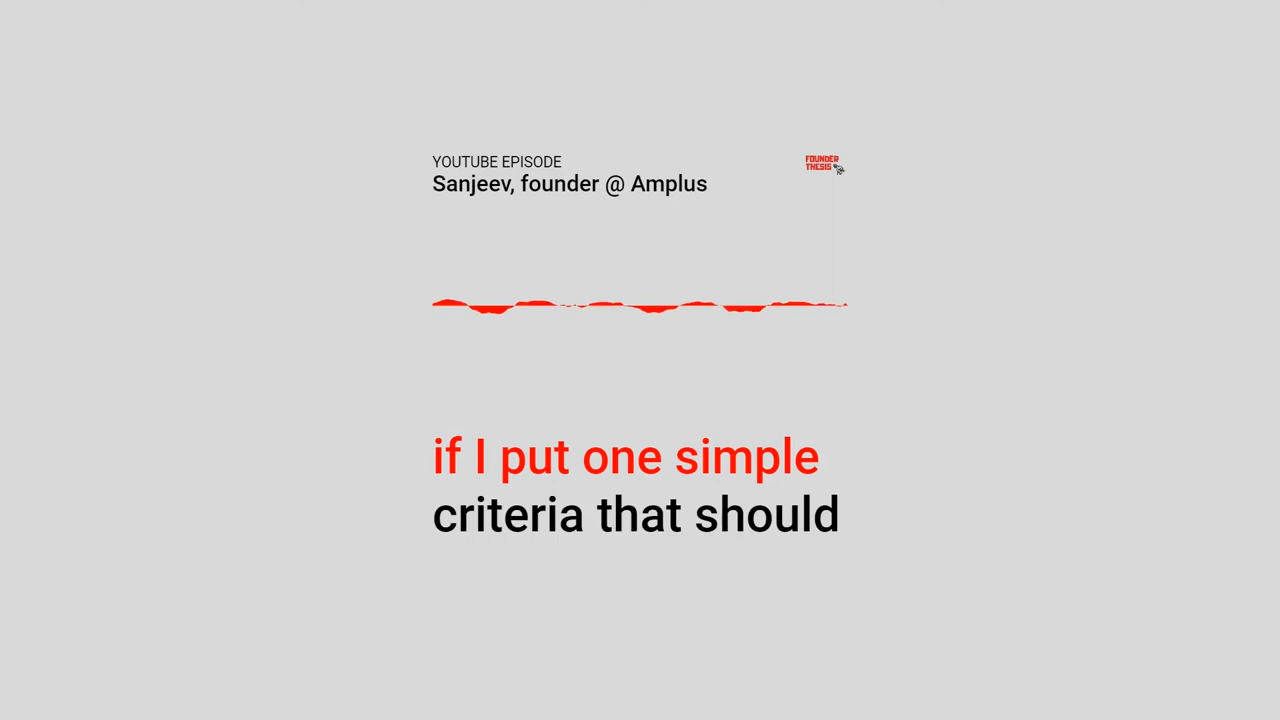 YOUTUBE EPISODE
Sanjeev, founder @ Amplus
FOUNDER
THESIS
if I put one simple
criteria that should